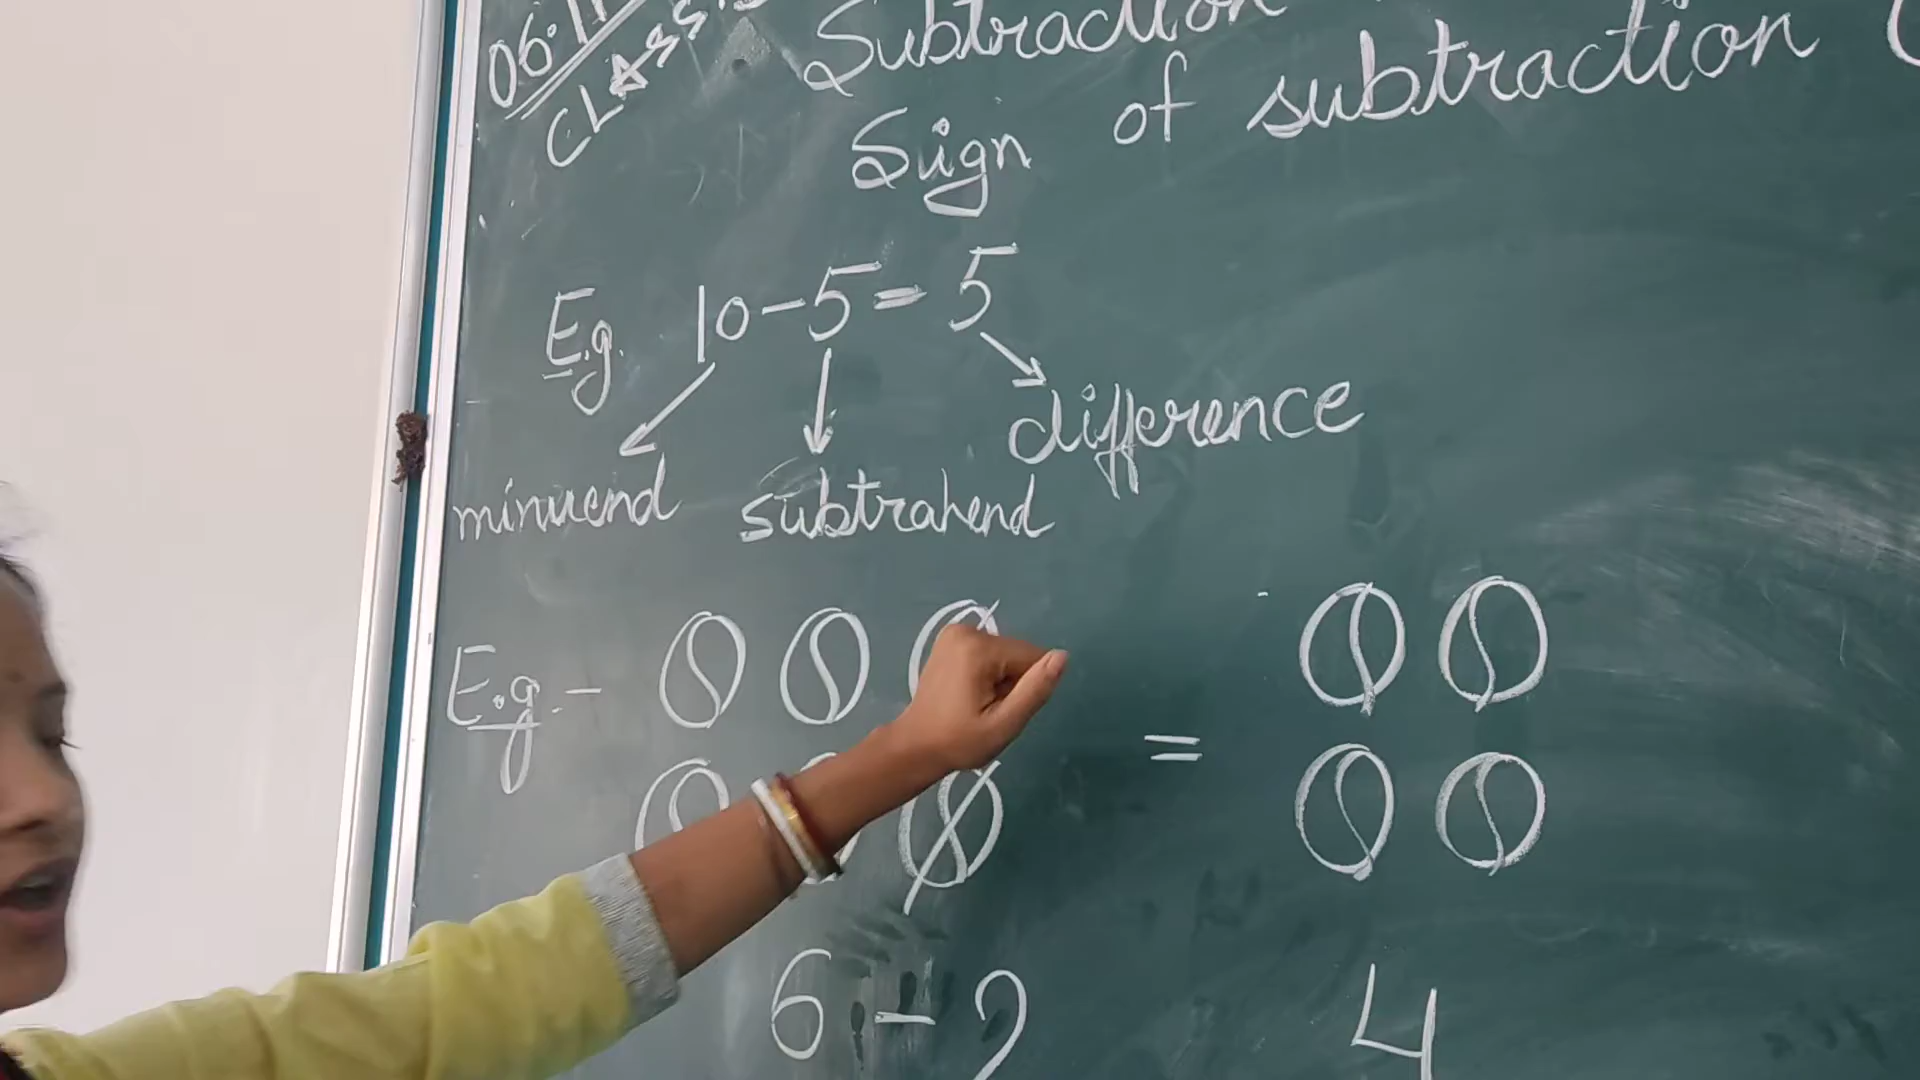 Subtraction
Sign of subtraction (
E.g. 10-5=5
minuend subtrahend difference
E.g.-
=
6-2 4